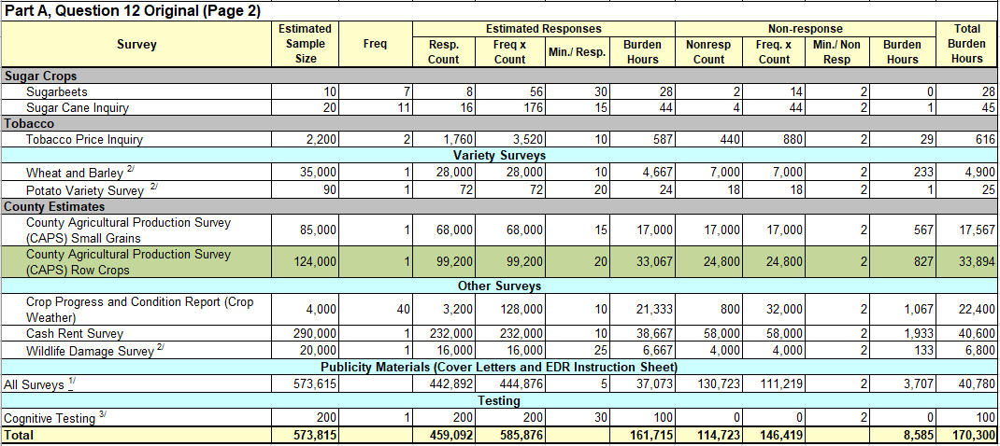 Part A, Question 12 Original (Page 2)
Survey Estimated Sample Size Freq Estimated Responses Non-response Total Burden Hours
Resp. Count Freq x Count Min./ Resp. Burden Hours Nonresp Count Freq. x Count Min./ Non Resp Burden Hours
Sugar Crops
Sugarbeets 10 7 8 56 30 28 2 14 2 0 28
Sugar Cane Inquiry 20 11 16 176 15 44 4 44 2 1 45
Tobacco
Tobacco Price Inquiry 2,200 2 1,760 3,520 10 587 440 880 2 29 616
Variety Surveys
Wheat and Barley 2/ 35,000 1 28,000 28,000 10 4,667 7,000 7,000 2 233 4,900
Potato Variety Survey 2/ 90 1 72 72 20 24 18 18 2 1 25
County Estimates
County Agricultural Production Survey
(CAPS) Small Grains 85,000 1 68,000 68,000 15 17,000 17,000 17,000 2 567 17,567
County Agricultural Production Survey
(CAPS) Row Crops 124,000 1 99,200 99,200 20 33,067 24,800 24,800 2 827 33,894
Other Surveys
Crop Progress and Condition Report (Crop
Weather) 4,000 40 3,200 128,000 10 21,333 800 32,000 2 1,067 22,400
Cash Rent Survey 290,000 1 232,000 232,000 10 38,667 58,000 58,000 2 1,933 40,600
Wildlife Damage Survey 2/ 20,000 1 16,000 16,000 25 6,667 4,000 4,000 2 133 6,800
Publicity Materials (Cover Letters and EDR Instruction Sheet)
All Surveys 1/ 573,615 442,892 444,876 5 37,073 130,723 111,219 2 3,707 40,780
Testing
Cognitive Testing 3/ 200 1 200 200 30 100 0 0 2 0 100
Total 573,815 459,092 585,876 161,715 114,723 146,419 8,585 170,300